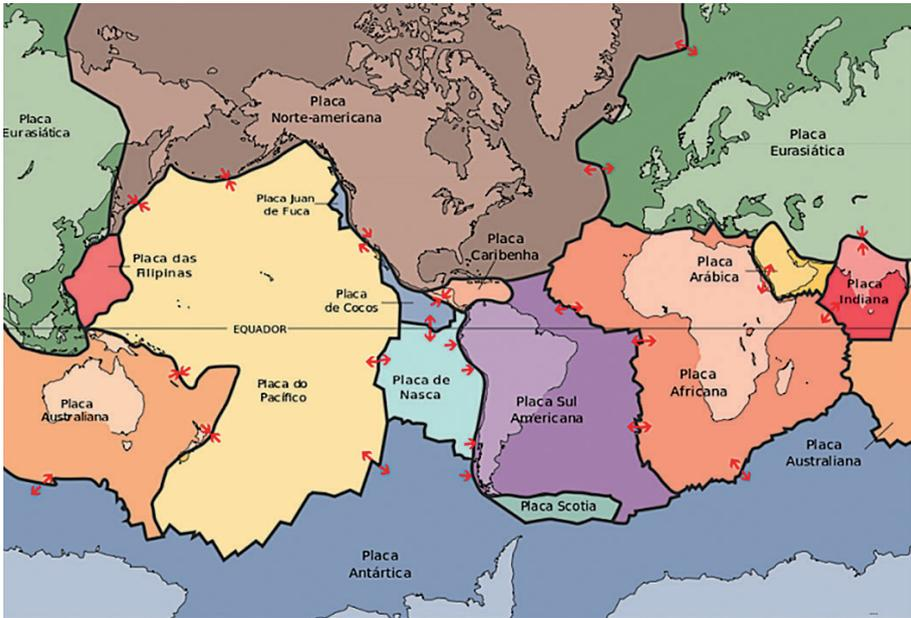 Placa
Norte-americana
Placa
Eurasiática
Placa
Eurasiática
Placa Juan
de Fuca
Placa
Caribenha
Placa das
Filipinas
Placa
Arábica
Placa
Indiana
Placa
de Cocos
EQUADOR
Placa do
Pacífico
Placa de
Nasca
Placa Sul
Americana
Placa
Africana
Placa
Australiana
Placa
Australiana
Placa Scotia
Placa
Antártica